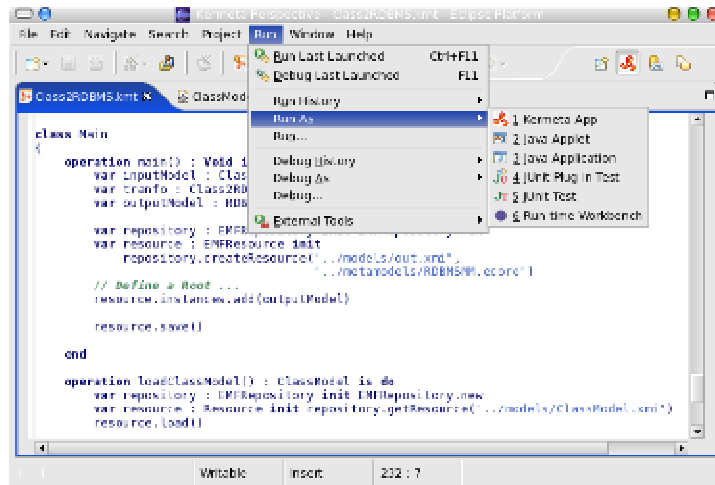 Kermeta Perspective - Class2RDBMS.kmt - Eclipse Platform
File Edit Navigate Search Project Run Window Help
Run Last Launched Ctrl+F11
Debug Last Launched F11
Run History
Run As
Run...
Debug History
Debug As
Debug...
External Tools
1 Kermeta App
2 Java Applet
3 Java Application
4 JUnit Plug-in Test
5 JUnit Test
6 Run-time Workbench
Class2RDBMS.kmt ClassMod
class Main
{
operation main() : Void i
var inputModel : Clas
var tranfo : Class2RD
var outputModel : RDB
var repository : EMFRepository
var resource : EMFResource init
repository.createResource("../models/out.xmi",
"../metamodels/RDBMSMM.ecore")
// Define a Root ...
resource.instances.add(outputModel)
resource.save()
end
operation loadClassModel() : ClassModel is do
var repository : EMFRepository init EMFRepository.new
var resource : Resource init repository.getResource("../models/ClassModel.xmi")
resource.load()
Writable Insert 232 : 7